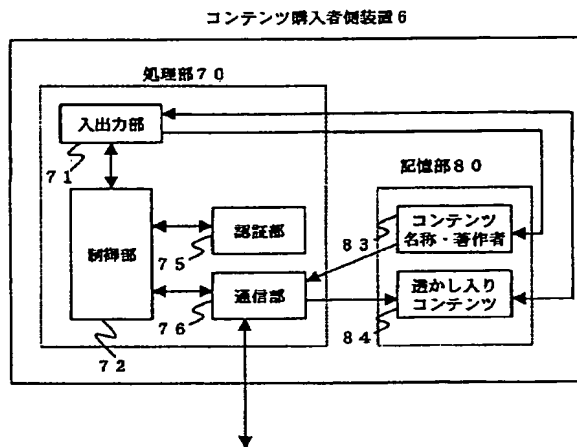 コンテンツ購入者側装置6
処理部70
入出力部
71
記憶部80
83
コンテンツ
名称・著作者
制御部
75
認証部
76
通信部
透かし入り
コンテンツ
84
72